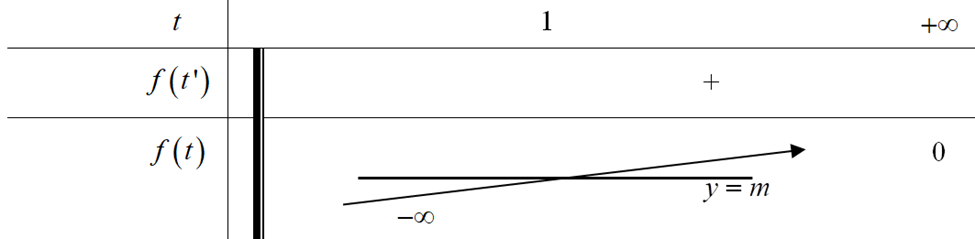 t 1 +∞
f(t') +
f(t) 0
y = m
−∞